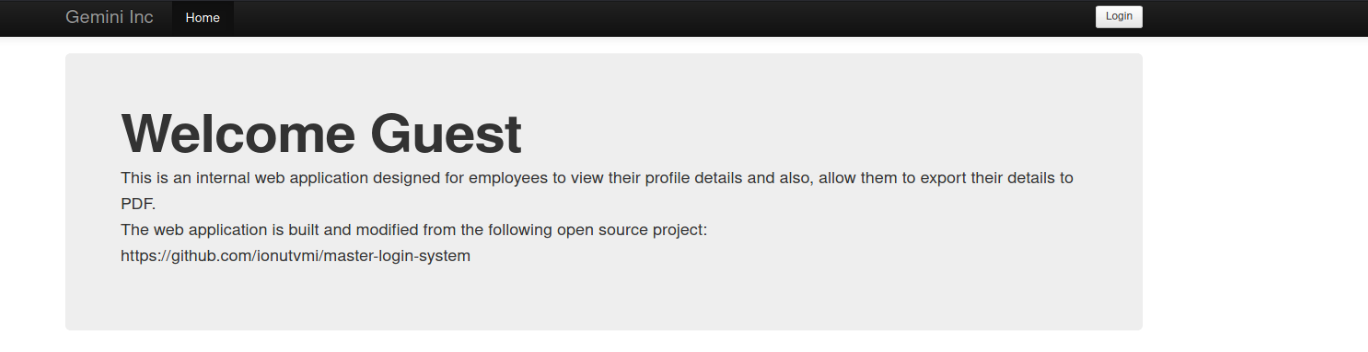 Gemini Inc Home Login
Welcome Guest
This is an internal web application designed for employees to view their profile details and also, allow them to export their details to
PDF.
The web application is built and modified from the following open source project:
https://github.com/ionutvmi/master-login-system